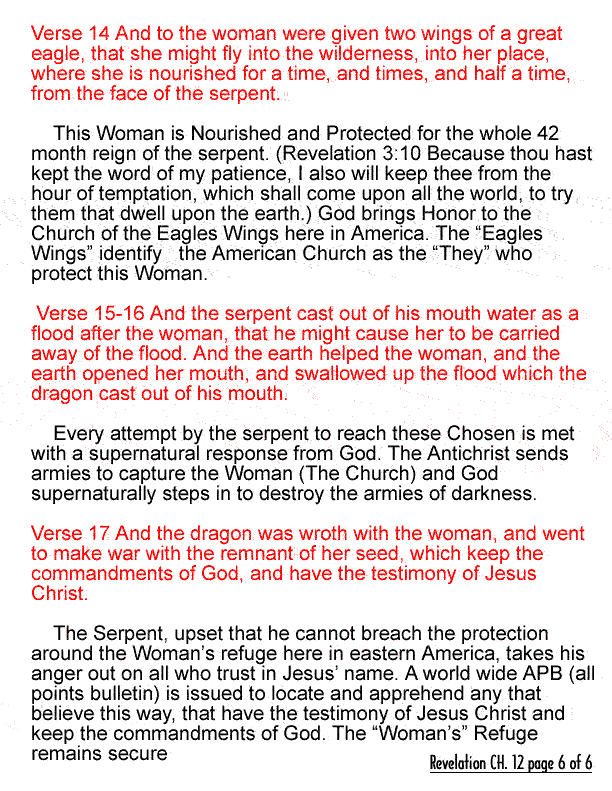 Verse 14 And to the woman were given two wings of a great
eagle, that she might fly into the wilderness, into her place,
where she is nourished for a time, and times, and half a time,
from the face of the serpent.
This Woman is Nourished and Protected for the whole 42
month reign of the serpent. (Revelation 3:10 Because thou hast
kept the word of my patience, I also will keep thee from the
hour of temptation, which shall come upon all the world, to try
them that dwell upon the earth.) God brings Honor to the
Church of the Eagles Wings here in America. The “Eagles
Wings” identify the American Church as the “They” who
protect this Woman.
Verse 15-16 And the serpent cast out of his mouth water as a
flood after the woman, that he might cause her to be carried
away of the flood. And the earth helped the woman, and the
earth opened her mouth, and swallowed up the flood which the
dragon cast out of his mouth.
Every attempt by the serpent to reach these Chosen is met
with a supernatural response from God. The Antichrist sends
armies to capture the Woman (The Church) and God
supernaturally steps in to destroy the armies of darkness.
Verse 17 And the dragon was wroth with the woman, and went
to make war with the remnant of her seed, which keep the
commandments of God, and have the testimony of Jesus
Christ.
The Serpent, upset that he cannot breach the protection
around the Woman’s refuge here in eastern America, takes his
anger out on all who trust in Jesus’ name. A world wide APB (all
points bulletin) is issued to locate and apprehend any that
believe this way, that have the testimony of Jesus Christ and
keep the commandments of God. The “Woman’s” Refuge
remains secure
Revelation CH. 12 page 6 of 6